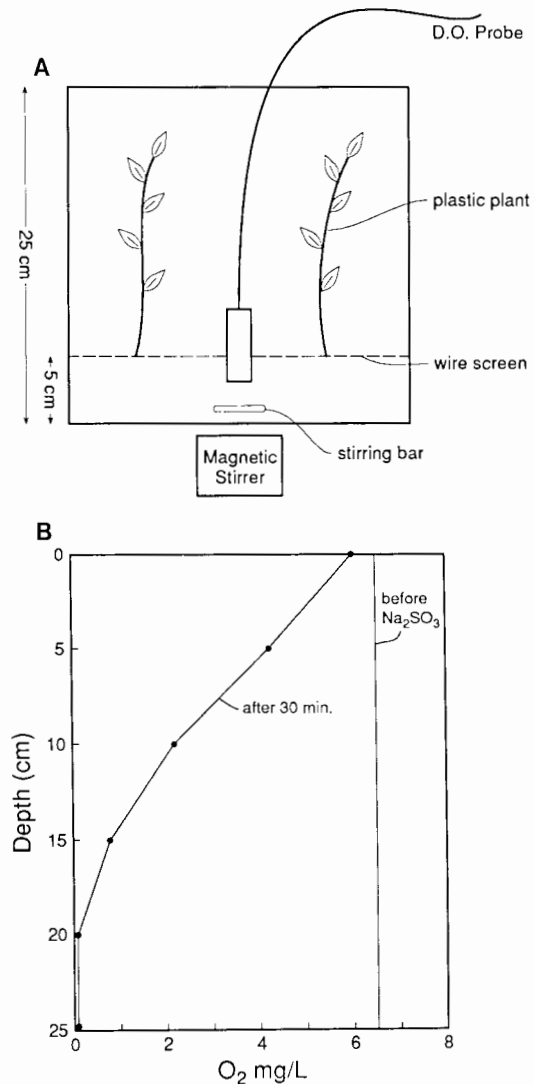 D.O. Probe
A
25 cm
plastic plant
5 cm
wire screen
stirring bar
Magnetic
Stirrer
B
0
5
10
15
20
25
Depth (cm)
before
Na₂SO₃
after 30 min.
0 2 4 6 8
O₂ mg/L